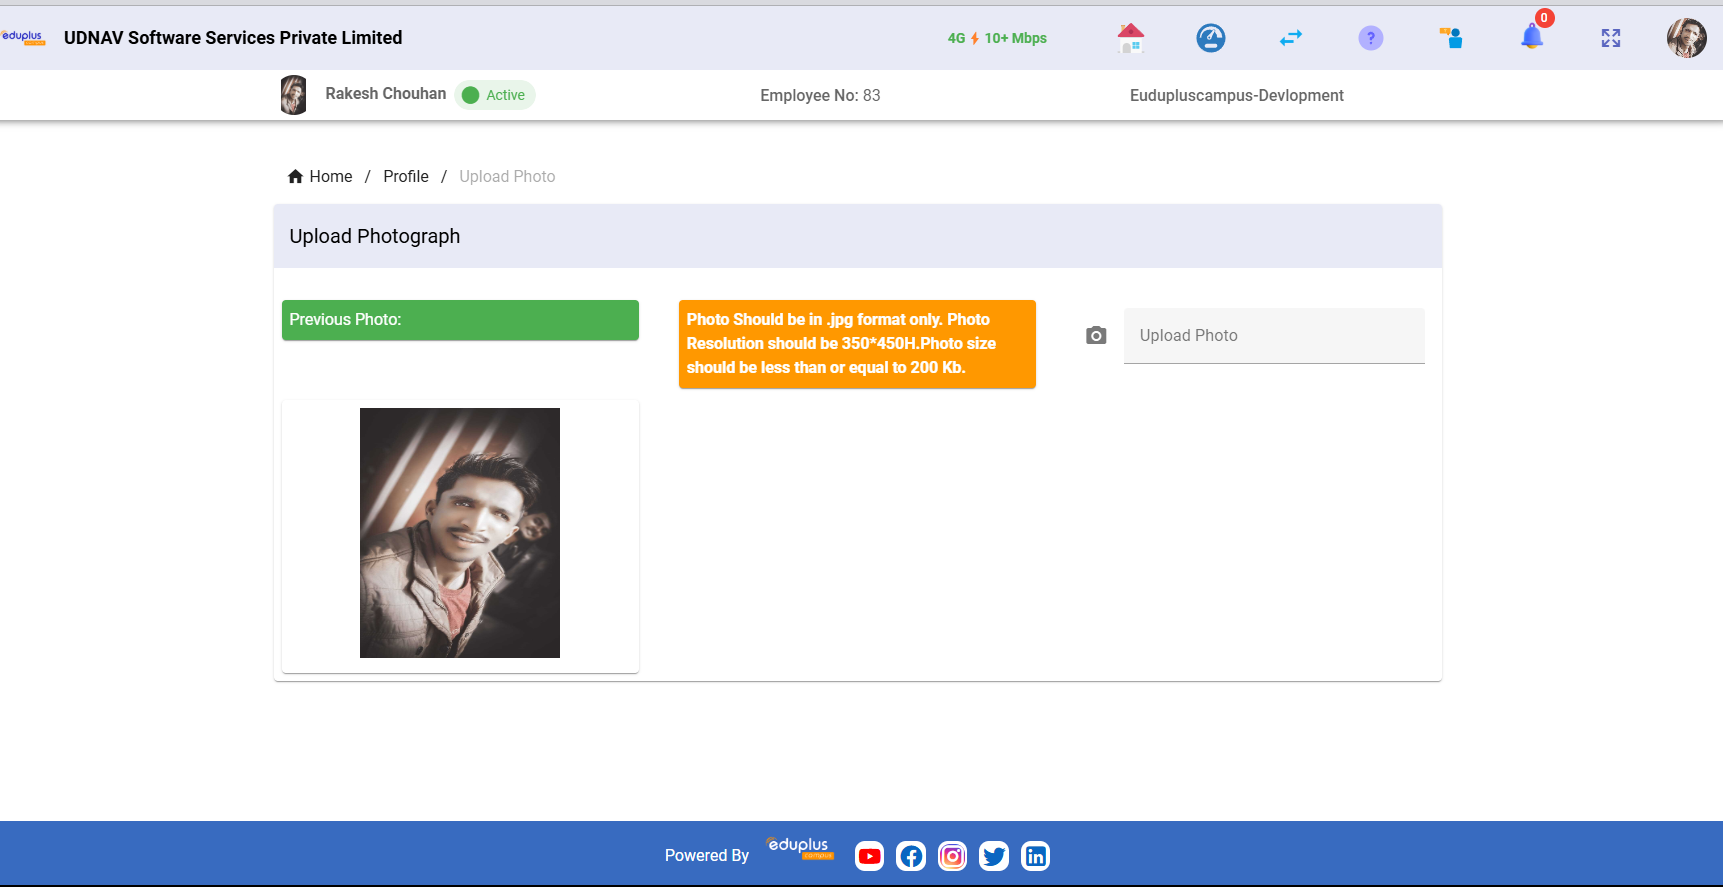 eduplus
campus
UDNAV Software Services Private Limited
4G 10+ Mbps
?
0
Rakesh Chouhan
Active
Employee No: 83
Eudupluscampus-Devlopment
Home / Profile / Upload Photo
Upload Photograph
Previous Photo:
Photo Should be in .jpg format only. Photo
Resolution should be 350*450H.Photo size
should be less than or equal to 200 Kb.
Upload Photo
Powered By
eduplus
campus
in